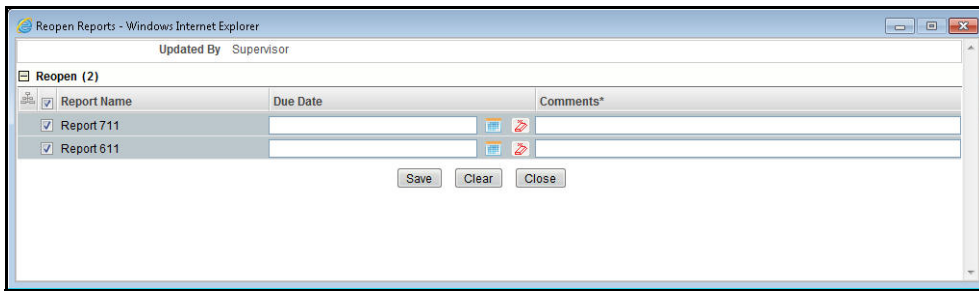 Reopen Reports - Windows Internet Explorer
Updated By Supervisor
Reopen (2)
Report Name Due Date Comments*
Report 711
Report 611
Save Clear Close